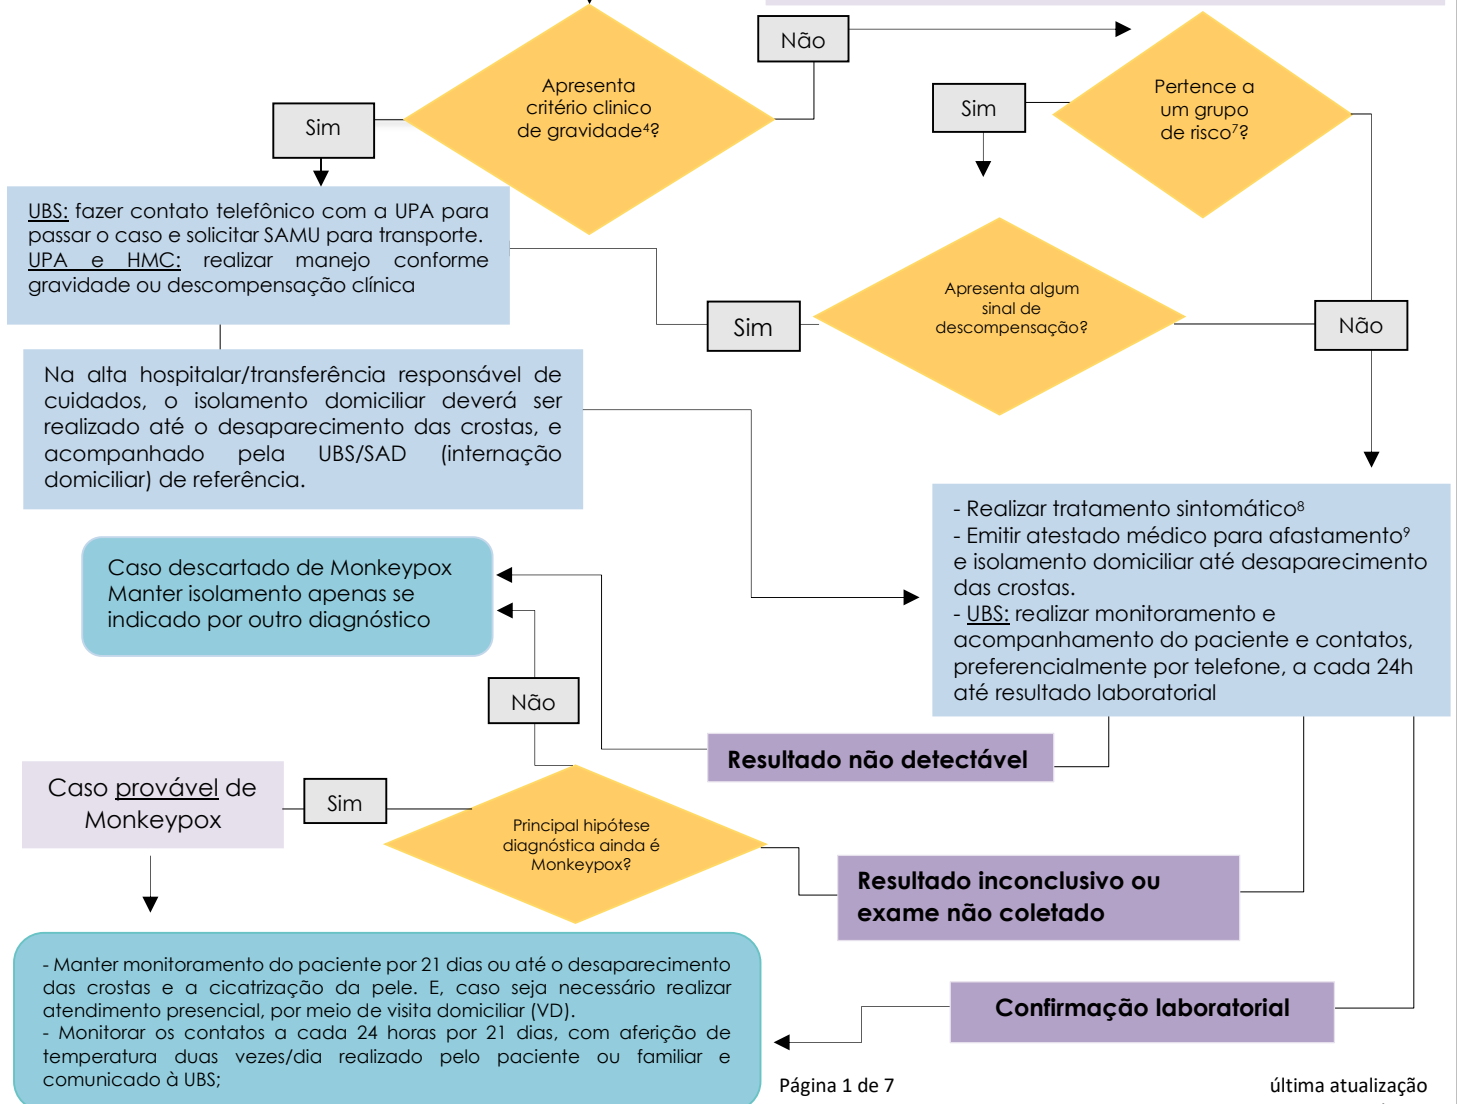 Não
Apresenta
critério clinico
de gravidade⁴?
Sim
Pertence a
um grupo
de risco⁷?
Sim
UBS: fazer contato telefônico com a UPA para
passar o caso e solicitar SAMU para transporte.
UPA e HMC: realizar manejo conforme
gravidade ou descompensação clínica
Apresenta algum
sinal de
descompensação?
Sim
Não
Na alta hospitalar/transferência responsável de
cuidados, o isolamento domiciliar deverá ser
realizado até o desaparecimento das crostas, e
acompanhado pela UBS/SAD (internação
domiciliar) de referência.
- Realizar tratamento sintomático⁸
- Emitir atestado médico para afastamento⁹
e isolamento domiciliar até desaparecimento
das crostas.
- UBS: realizar monitoramento e
acompanhamento do paciente e contatos,
preferencialmente por telefone, a cada 24h
até resultado laboratorial
Caso descartado de Monkeypox
Manter isolamento apenas se
indicado por outro diagnóstico
Não
Resultado não detectável
Caso provável de
Monkeypox
Sim
Principal hipótese
diagnóstica ainda é
Monkeypox?
Resultado inconclusivo ou
exame não coletado
- Manter monitoramento do paciente por 21 dias ou até o desaparecimento
das crostas e a cicatrização da pele. E, caso seja necessário realizar
atendimento presencial, por meio de visita domiciliar (VD).
- Monitorar os contatos a cada 24 horas por 21 dias, com aferição de
temperatura duas vezes/dia realizado pelo paciente ou familiar e
comunicado à UBS;
Confirmação laboratorial
Página 1 de 7
última atualização